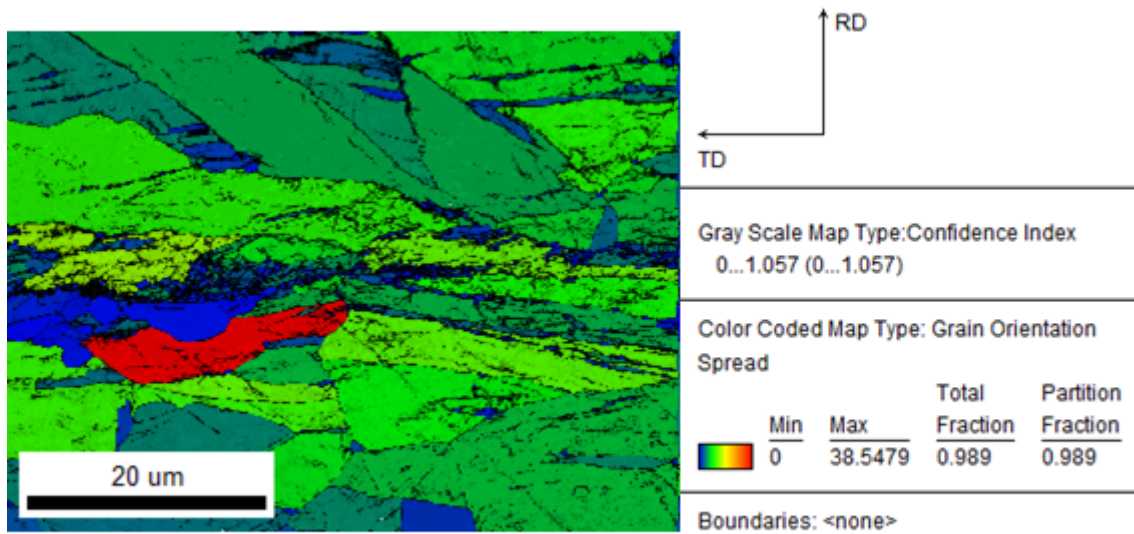 RD
TD
Gray Scale Map Type:Confidence Index
0...1.057 (0...1.057)
Color Coded Map Type: Grain Orientation
Spread
Total Partition
Min Max Fraction Fraction
0 38.5479 0.989 0.989
Boundaries: <none>
20 um